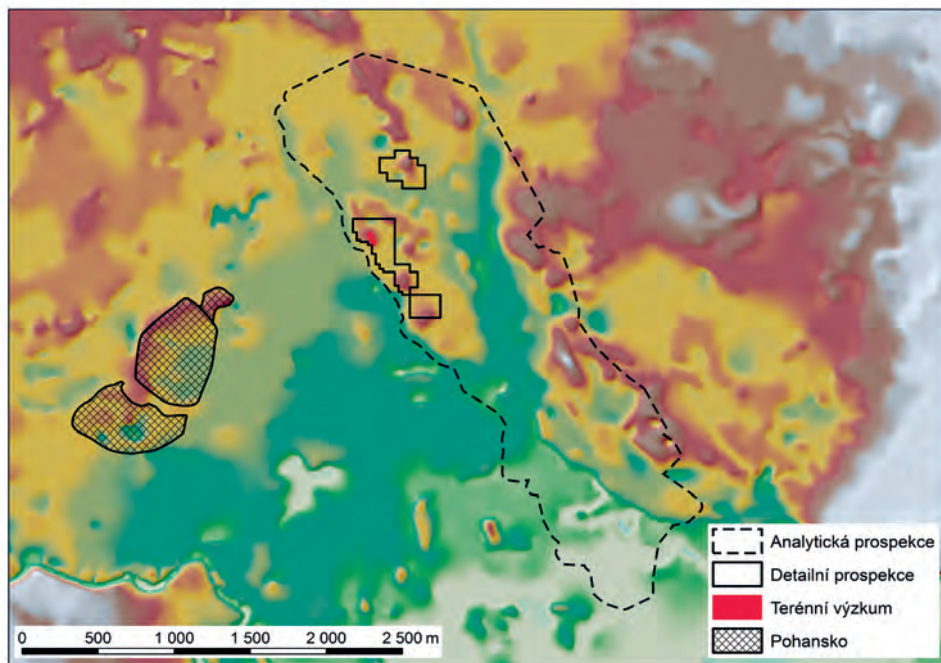 Analytická prospekce
Detailní prospekce
Terénní výzkum
Pohansko
0 500 1 000 1 500 2 000 2 500 m